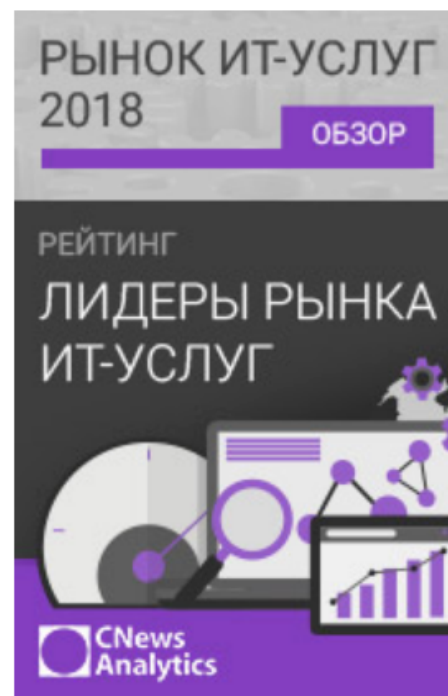 РЫНОК ИТ-УСЛУГ
2018
ОБЗОР
РЕЙТИНГ
ЛИДЕРЫ РЫНКА
ИТ-УСЛУГ
CNews
Analytics